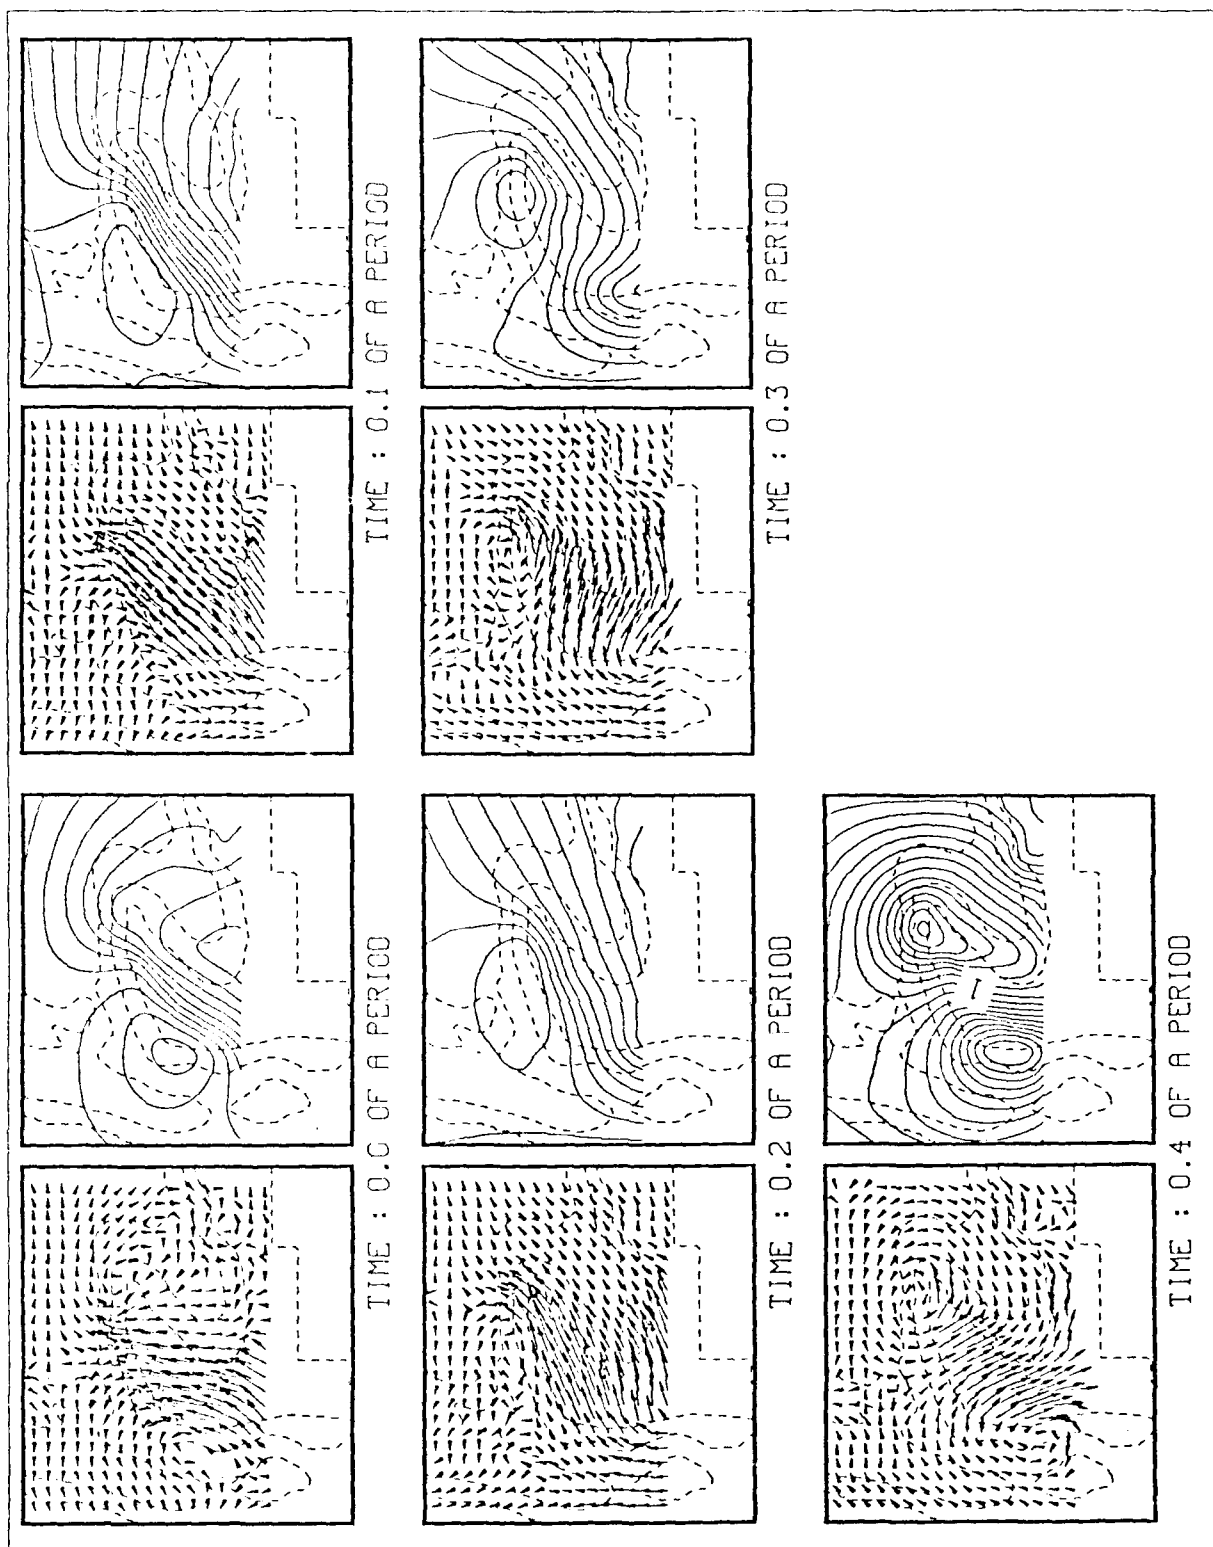 TIME : 0.0 OF A PERIOD
TIME : 0.1 OF A PERIOD
TIME : 0.2 OF A PERIOD
TIME : 0.3 OF A PERIOD
TIME : 0.4 OF A PERIOD